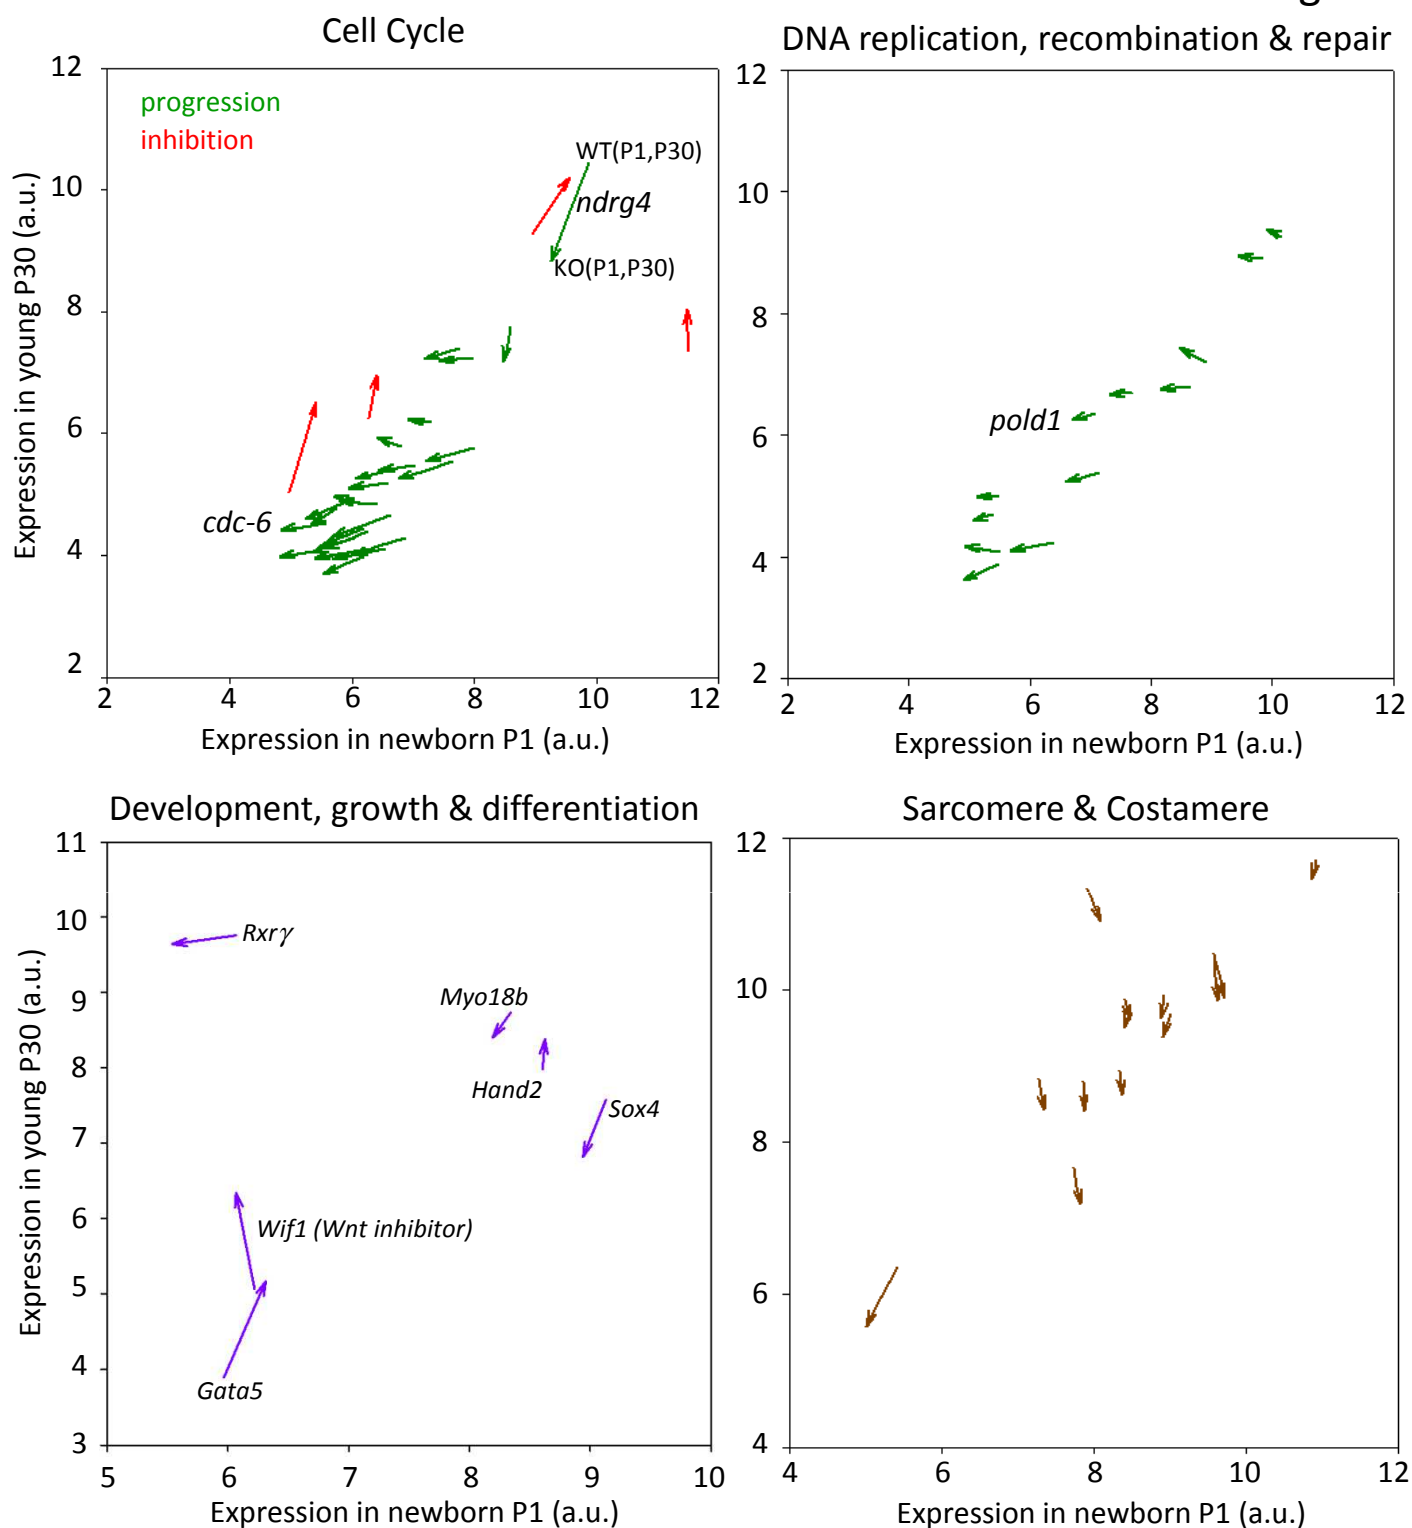 g
Cell Cycle
DNA replication, recombination & repair
progression
inhibition
WT(P1,P30)
ndrg4
KO(P1,P30)
cdc-6
12
10
8
6
4
2
2
4
6
8
10
12
Expression in young P30 (a.u.)
Expression in newborn P1 (a.u.)
pold1
12
10
8
6
4
2
2
4
6
8
10
12
Expression in newborn P1 (a.u.)
Development, growth & differentiation
Rxrγ
Myo18b
Hand2
Sox4
Wif1 (Wnt inhibitor)
Gata5
11
10
9
8
7
6
5
4
3
5
6
7
8
9
10
Expression in young P30 (a.u.)
Expression in newborn P1 (a.u.)
Sarcomere & Costamere
12
10
8
6
4
4
6
8
10
12
Expression in newborn P1 (a.u.)